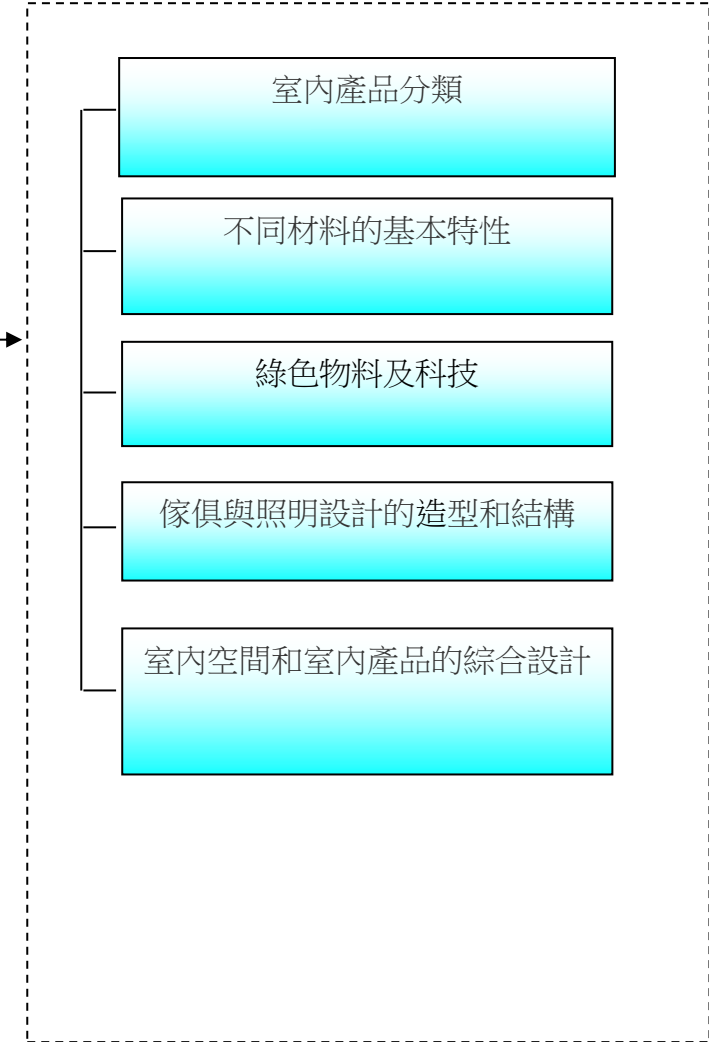 室內產品分類
不同材料的基本特性
綠色物料及科技
傢俱與照明設計的造型和結構
室內空間和室內產品的綜合設計